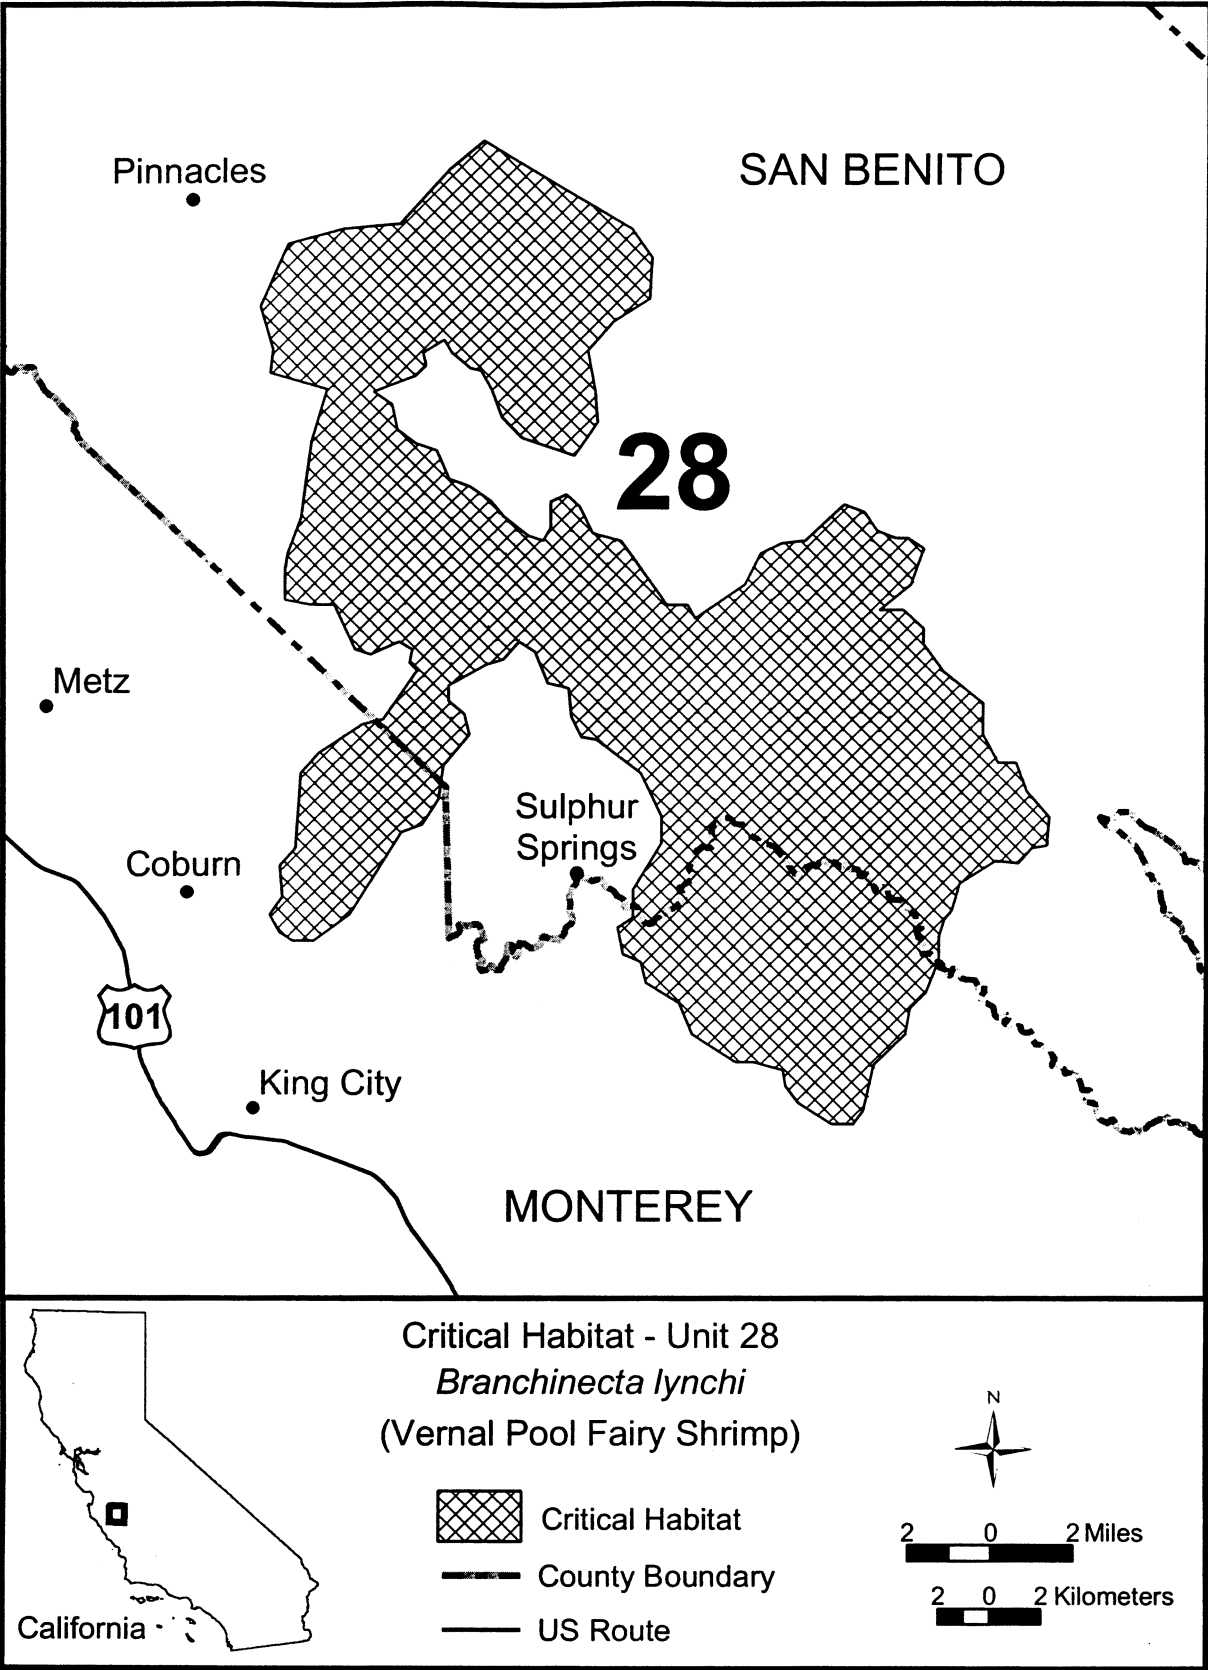 Pinnacles
SAN BENITO
28
Metz
Sulphur
Springs
Coburn
101
King City
MONTEREY
Critical Habitat - Unit 28
Branchinecta lynchi
(Vernal Pool Fairy Shrimp)
N
Critical Habitat
2 0 2 Miles
County Boundary
2 0 2 Kilometers
California
US Route